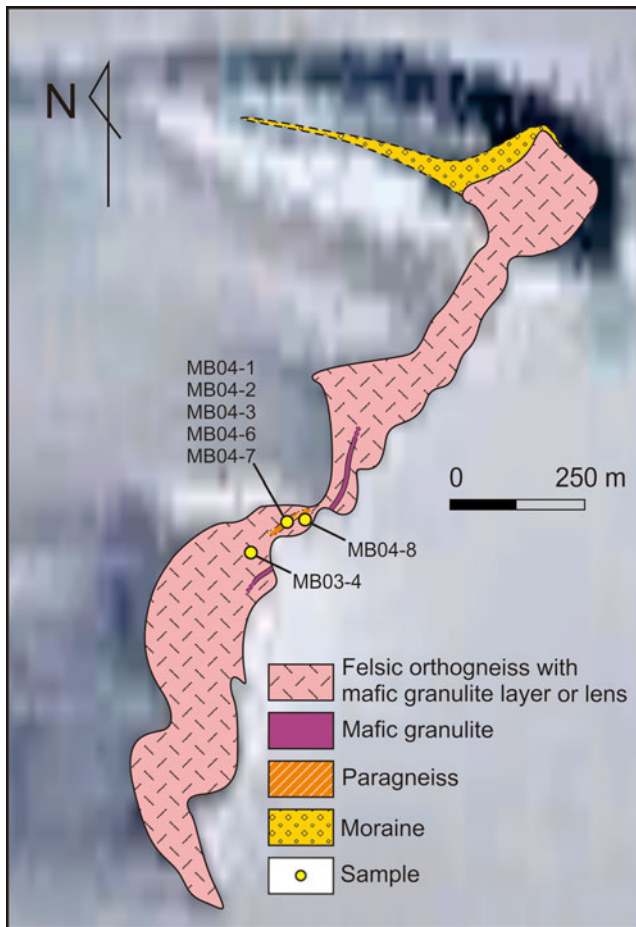 N
MB04-1
MB04-2
MB04-3
MB04-6
MB04-7
0 250 m
MB04-8
MB03-4
Felsic orthogneiss with
mafic granulite layer or lens
Mafic granulite
Paragneiss
Moraine
Sample